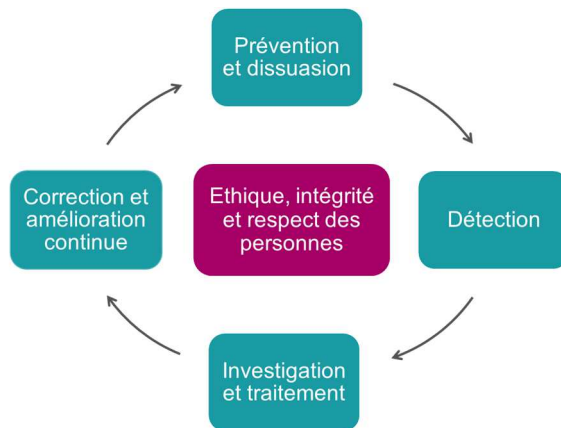 Prévention
et dissuasion
Correction et
amélioration
continue
Ethique, intégrité
et respect des
personnes
Détection
Investigation
et traitement